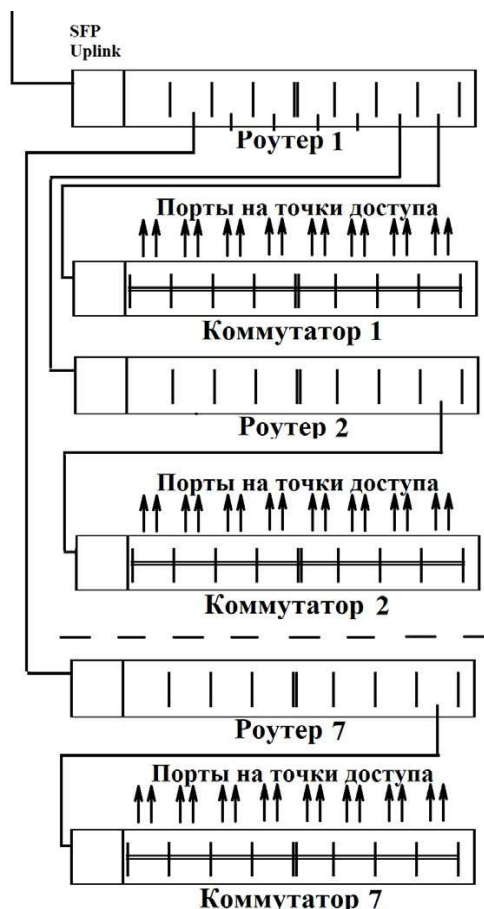 SFP
Uplink
Роутер 1
Порты на точки доступа
Коммутатор 1
Роутер 2
Порты на точки доступа
Коммутатор 2
Роутер 7
Порты на точки доступа
Коммутатор 7